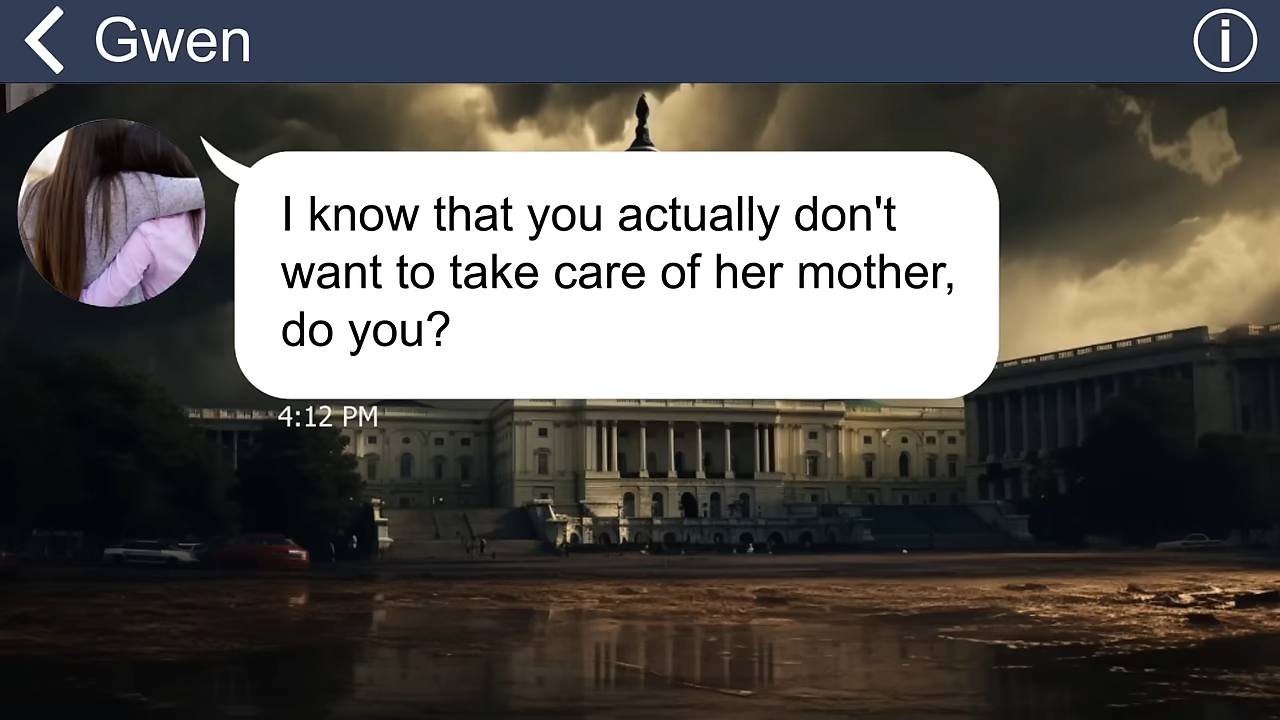 Gwen
I know that you actually don't
want to take care of her mother,
do you?
4:12 PM